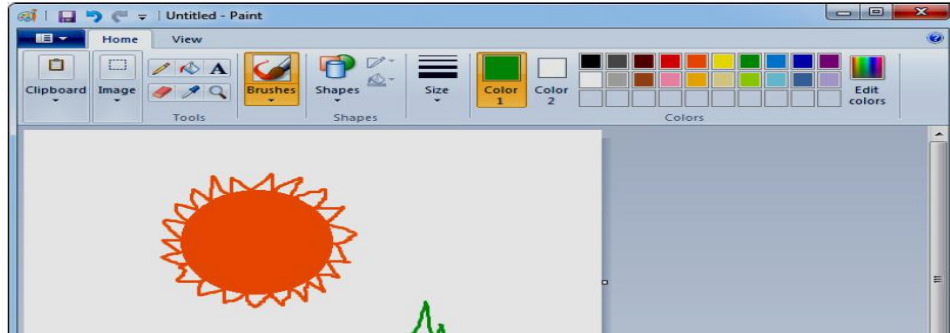 Untitled - Paint
Home View
Clipboard Image A Brushes Shapes Size Color 1 Color 2 Edit colors
Tools Shapes Colors